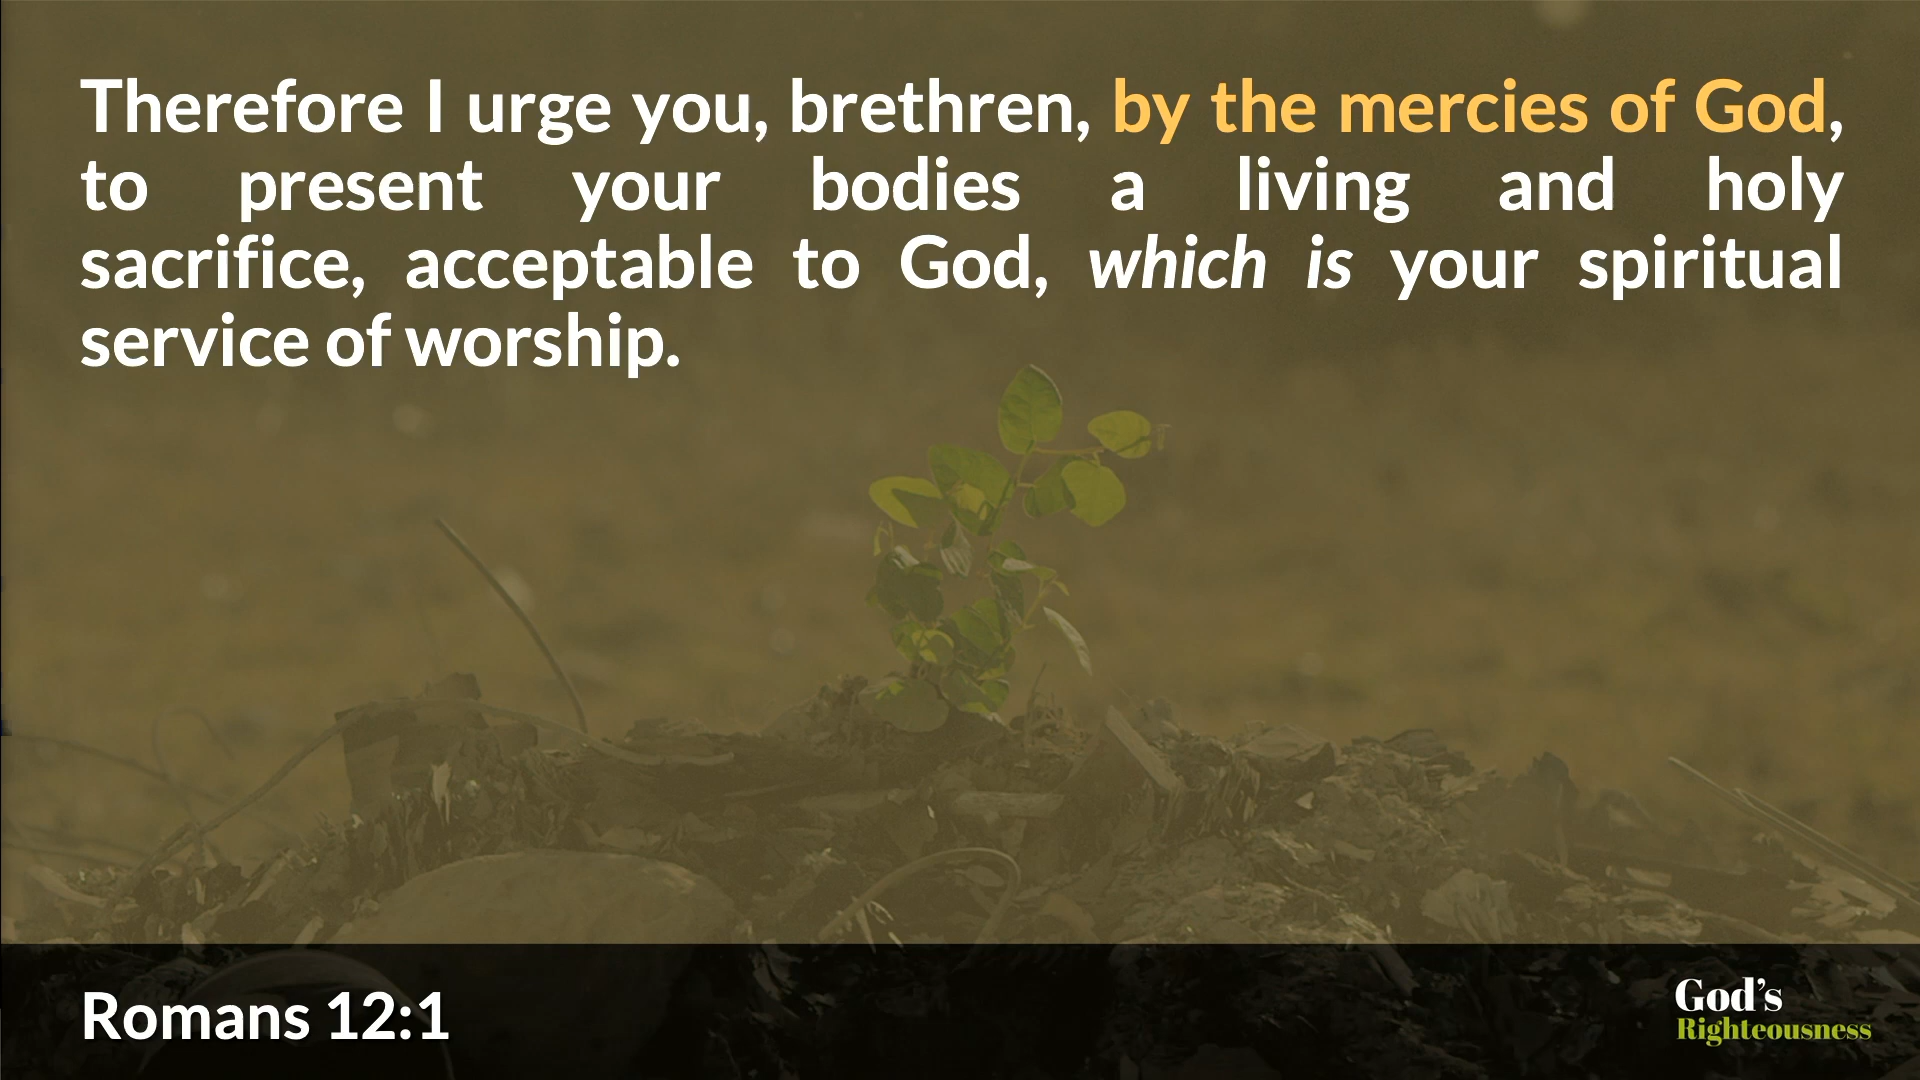 Therefore I urge you, brethren, by the mercies of God,
to present your bodies a living and holy
sacrifice, acceptable to God, which is your spiritual
service of worship.
Romans 12:1
God’s
Righteousness